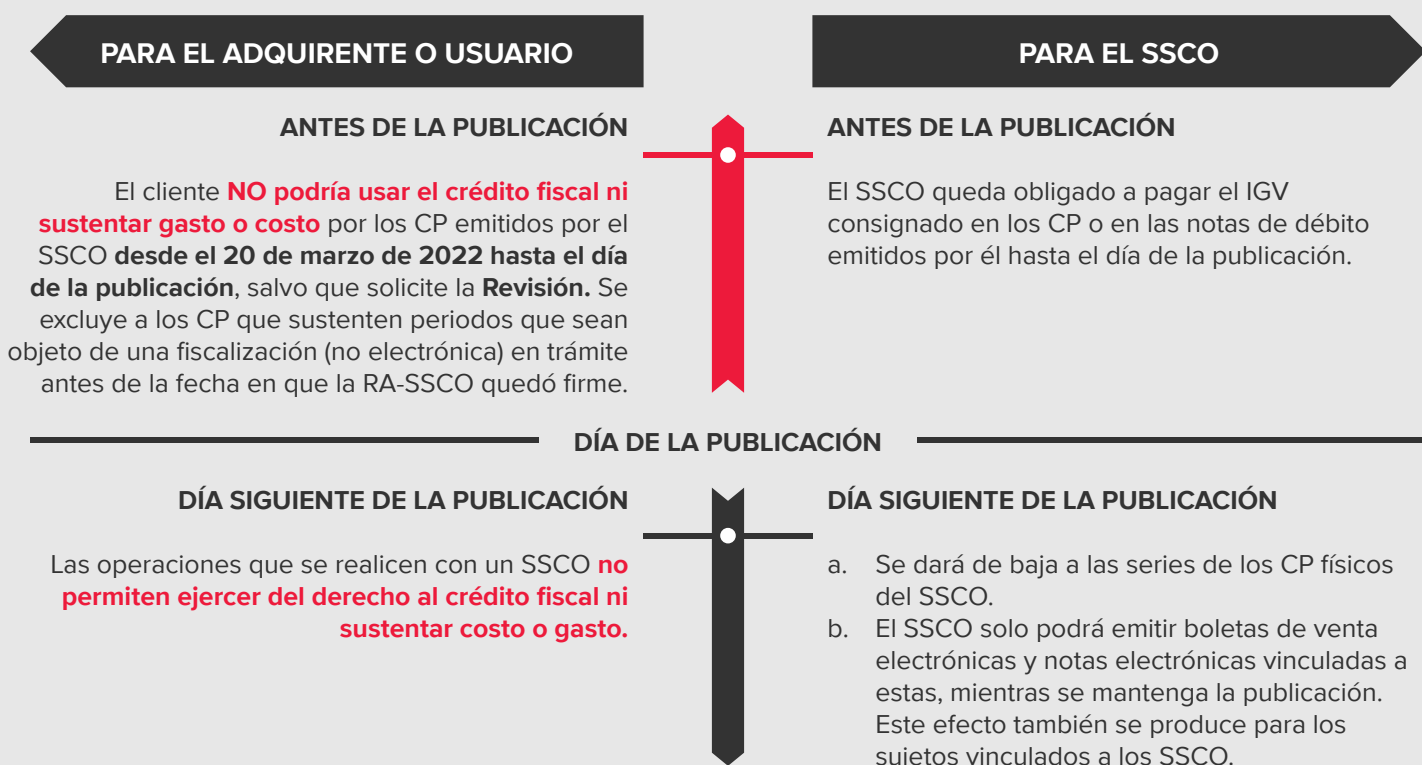 PARA EL ADQUIRENTE O USUARIO
ANTES DE LA PUBLICACIÓN
El cliente NO podría usar el crédito fiscal ni
sustentar gasto o costo por los CP emitidos por el
SSCO desde el 20 de marzo de 2022 hasta el día
de la publicación, salvo que solicite la Revisión. Se
excluye a los CP que sustenten periodos que sean
objeto de una fiscalización (no electrónica) en trámite
antes de la fecha en que la RA-SSCO quedó firme.
PARA EL SSCO
ANTES DE LA PUBLICACIÓN
El SSCO queda obligado a pagar el IGV
consignado en los CP o en las notas de débito
emitidos por él hasta el día de la publicación.
DÍA DE LA PUBLICACIÓN
DÍA SIGUIENTE DE LA PUBLICACIÓN
Las operaciones que se realicen con un SSCO no
permiten ejercer del derecho al crédito fiscal ni
sustentar costo o gasto.
DÍA SIGUIENTE DE LA PUBLICACIÓN
a. Se dará de baja a las series de los CP físicos
del SSCO.
b. El SSCO solo podrá emitir boletas de venta
electrónicas y notas electrónicas vinculadas a
estas, mientras se mantenga la publicación.
Este efecto también se produce para los
sujetos vinculados a los SSCO.